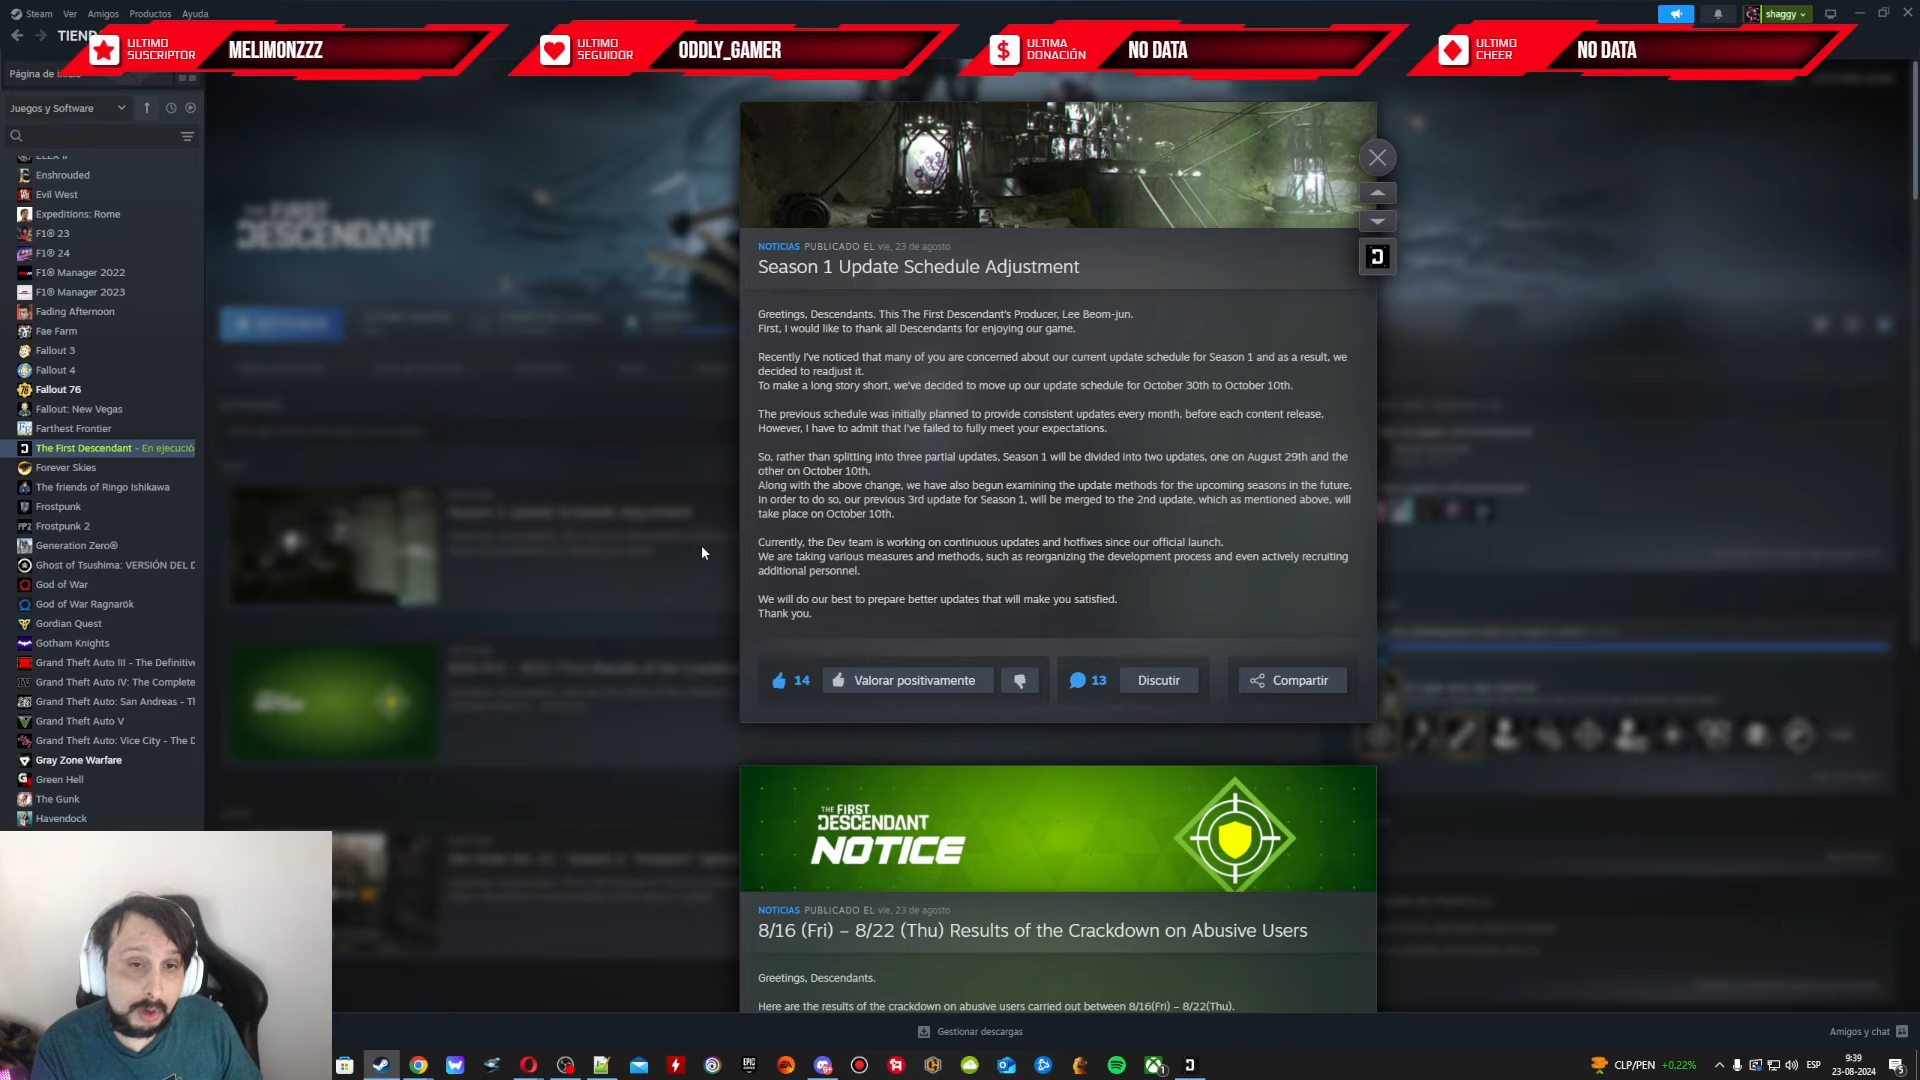 Steam Ver Amigos Productos Ayuda
shaggy
TIEND
ULTIMO SUSCRIPTOR
MELIMONZZZ
ULTIMO SEGUIDOR
ODDLY_GAMER
ULTIMA DONACIÓN
NO DATA
ULTIMO CHEER
NO DATA
Página de
Juegos y Software
Enshrouded
Evil West
Expeditions: Rome
F1® 23
F1® 24
F1® Manager 2022
F1® Manager 2023
Fading Afternoon
Fae Farm
Fallout 3
Fallout 4
Fallout 76
Fallout: New Vegas
Farthest Frontier
The First Descendant - En ejecució
Forever Skies
The friends of Ringo Ishikawa
Frostpunk
Frostpunk 2
Generation Zero®
Ghost of Tsushima: VERSIÓN DEL D
God of War
God of War Ragnarök
Gordian Quest
Gotham Knights
Grand Theft Auto III - The Definitive
Grand Theft Auto IV: The Complete
Grand Theft Auto: San Andreas - Tl
Grand Theft Auto V
Grand Theft Auto: Vice City - The D
Gray Zone Warfare
Green Hell
The Gunk
Havendock
THE FIRST
DESCENDANT
NOTICIAS PUBLICADO EL vie, 23 de agosto
Season 1 Update Schedule Adjustment
Greetings, Descendants. This The First Descendant's Producer, Lee Beom-jun.
First, I would like to thank all Descendants for enjoying our game.
Recently I've noticed that many of you are concerned about our current update schedule for Season 1 and as a result, we
decided to readjust it.
To make a long story short, we've decided to move up our update schedule for October 30th to October 10th.
The previous schedule was initially planned to provide consistent updates every month, before each content release.
However, I have to admit that I've failed to fully meet your expectations.
So, rather than splitting into three partial updates, Season 1 will be divided into two updates, one on August 29th and the
other on October 10th.
Along with the above change, we have also begun examining the update methods for the upcoming seasons in the future.
In order to do so, our previous 3rd update for Season 1, will be merged to the 2nd update, which as mentioned above, will
take place on October 10th.
Currently, the Dev team is working on continuous updates and hotfixes since our official launch.
We are taking various measures and methods, such as reorganizing the development process and even actively recruiting
additional personnel.
We will do our best to prepare better updates that will make you satisfied.
Thank you.
14 Valorar positivamente 13 Discutir Compartir
THE FIRST
DESCENDANT
NOTICE
NOTICIAS PUBLICADO EL vie, 23 de agosto
8/16 (Fri) – 8/22 (Thu) Results of the Crackdown on Abusive Users
Greetings, Descendants.
Here are the results of the crackdown on abusive users carried out between 8/16(Fri) – 8/22(Thu).
Gestionar descargas
Amigos y chat
CLP/PEN +0,22%
ESP
9:39
23-08-2024